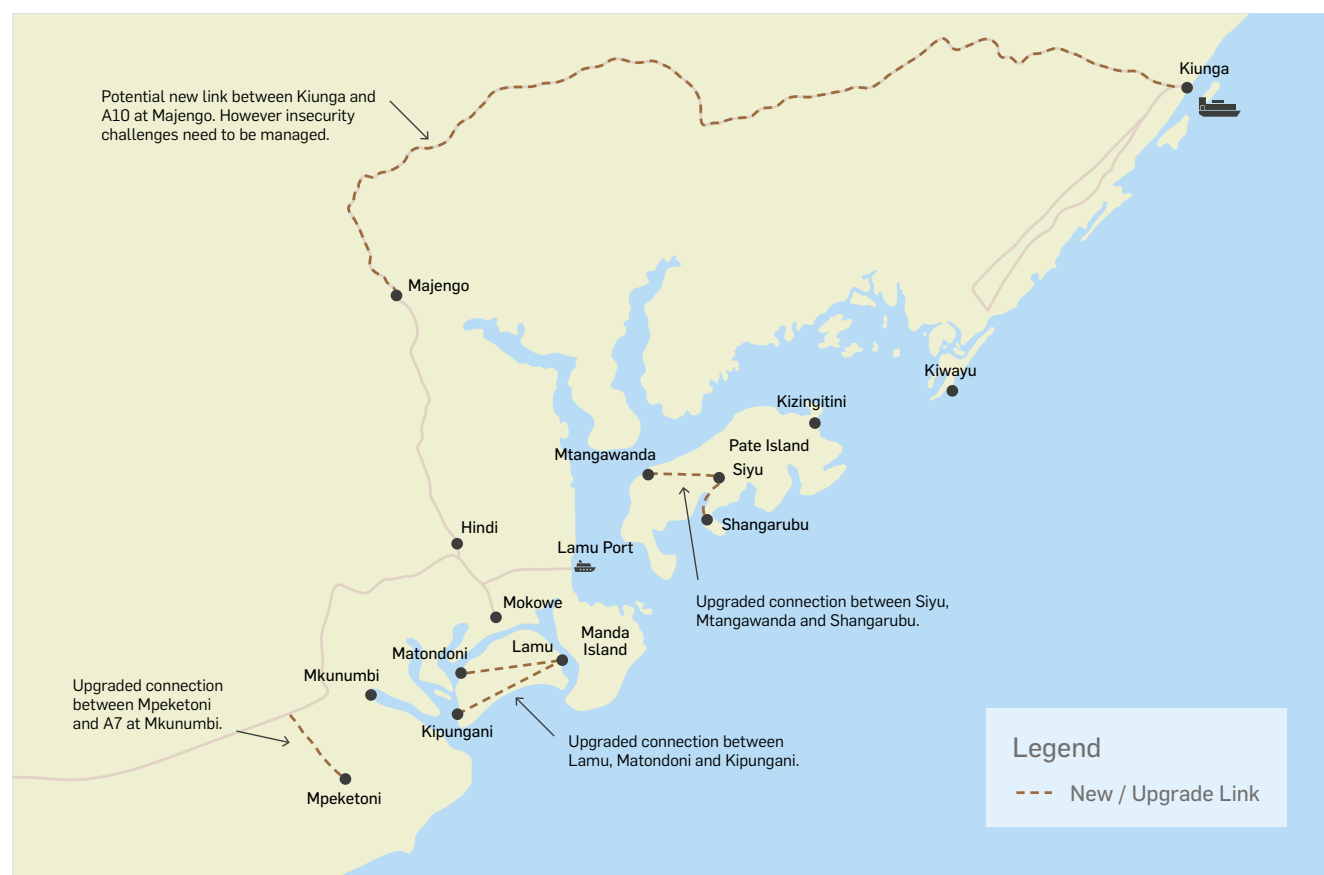 Kiunga
Potential new link between Kiunga and
A10 at Majengo. However insecurity
challenges need to be managed.
Majengo
Kiwayu
Kizingitini
Pate Island
Mtangawanda
Siyu
Shangarubu
Hindi
Lamu Port
Upgraded connection between Siyu,
Mtangawanda and Shangarubu.
Mokowe
Manda
Island
Lamu
Matondoni
Mkunumbi
Upgraded connection
between Mpeketoni
and A7 at Mkunumbi.
Kipungani
Upgraded connection between
Lamu, Matondoni and Kipungani.
Mpeketoni
Legend
New / Upgrade Link